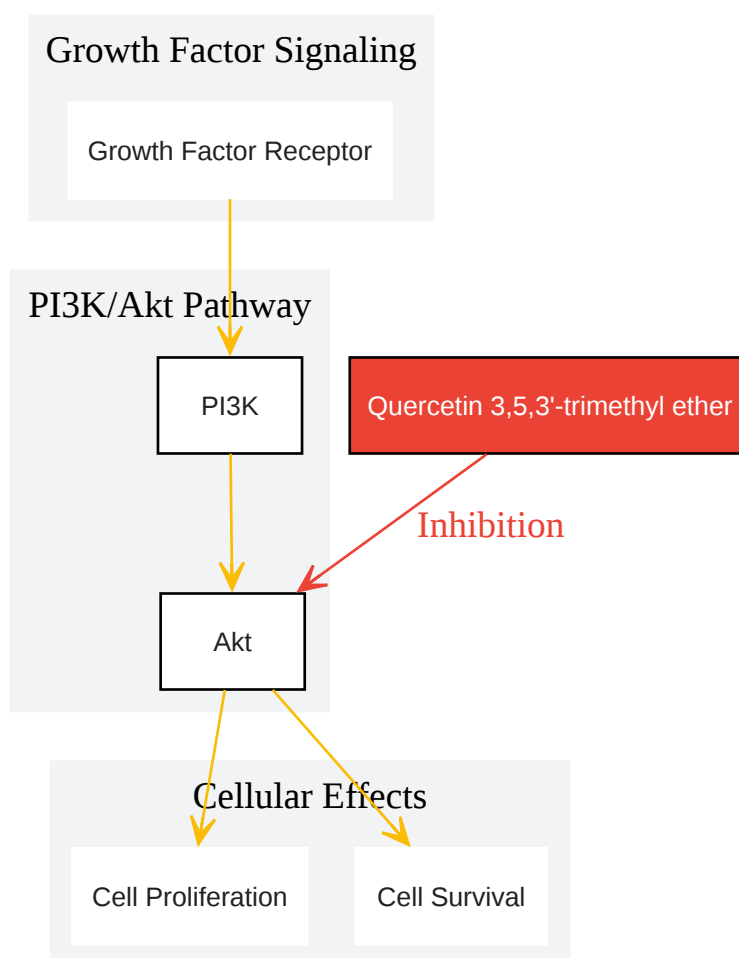 Growth Factor Signaling
Growth Factor Receptor
PI3K/Akt Pathway
PI3K
Quercetin 3,5,3'-trimethyl ether
Inhibition
Akt
Cellular Effects
Cell Proliferation
Cell Survival